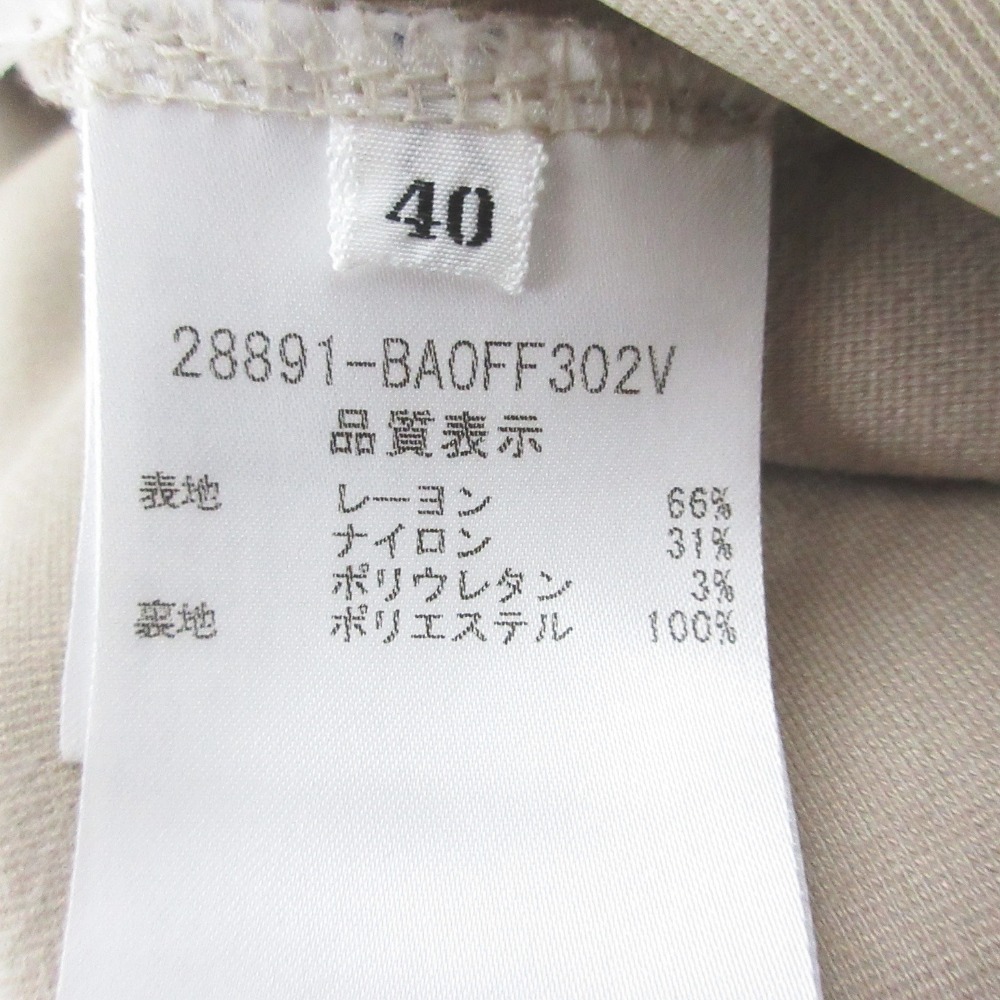 40
28891-BA0FF302V
品質表示
表地 レーヨン 66%
ナイロン 31%
ポリウレタン 3%
裏地 ポリエステル 100%